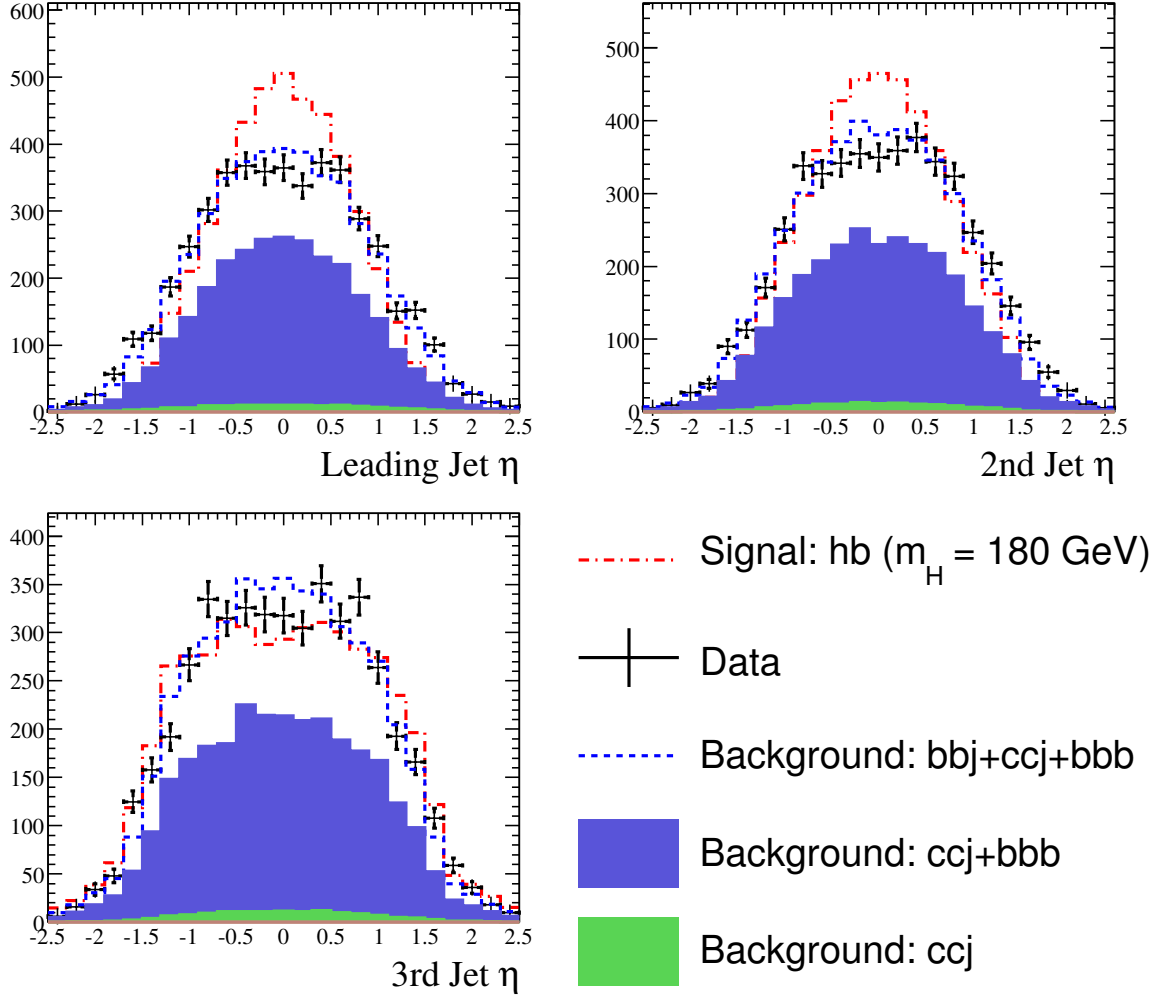 600
500
400
300
200
100
0
-2.5 -2 -1.5 -1 -0.5 0 0.5 1 1.5 2 2.5
Leading Jet η
500
400
300
200
100
0
-2.5 -2 -1.5 -1 -0.5 0 0.5 1 1.5 2 2.5
2nd Jet η
400
350
300
250
200
150
100
50
0
-2.5 -2 -1.5 -1 -0.5 0 0.5 1 1.5 2 2.5
3rd Jet η
Signal: hb (m_H = 180 GeV)
Data
Background: bbj+ccj+bbb
Background: ccj+bbb
Background: ccj